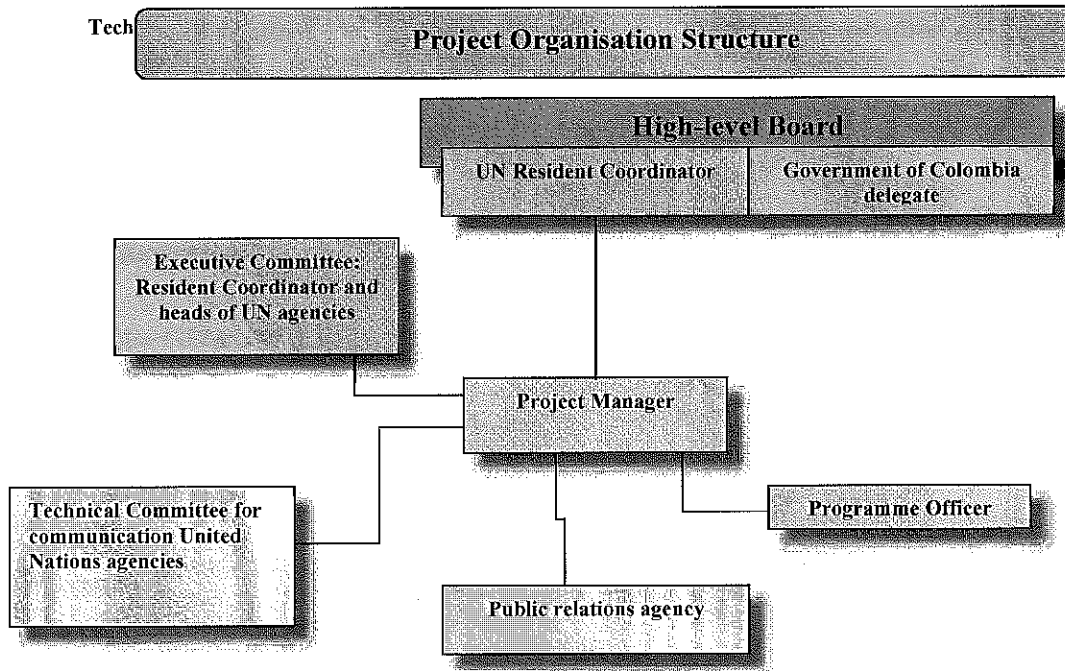 Tech
Project Organisation Structure
High-level Board
UN Resident Coordinator
Government of Colombia
delegate
Executive Committee:
Resident Coordinator and
heads of UN agencies
Project Manager
Technical Committee for
communication United
Nations agencies
Programme Officer
Public relations agency